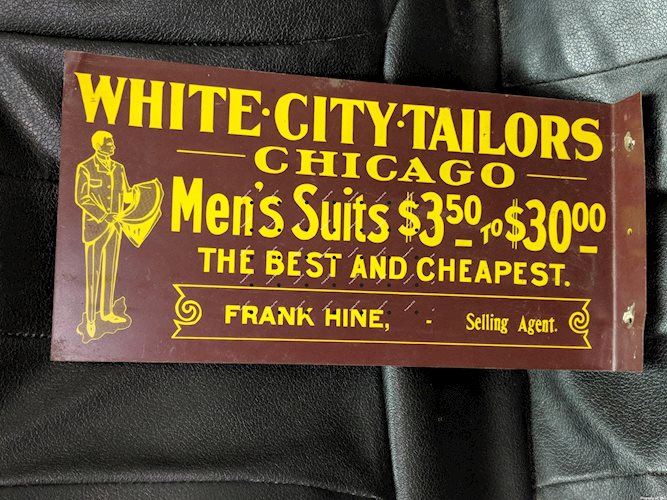 WHITE·CITY·TAILORS
CHICAGO
Men's Suits $3.50 TO $30.00
THE BEST AND CHEAPEST.
FRANK HINE, - Selling Agent.